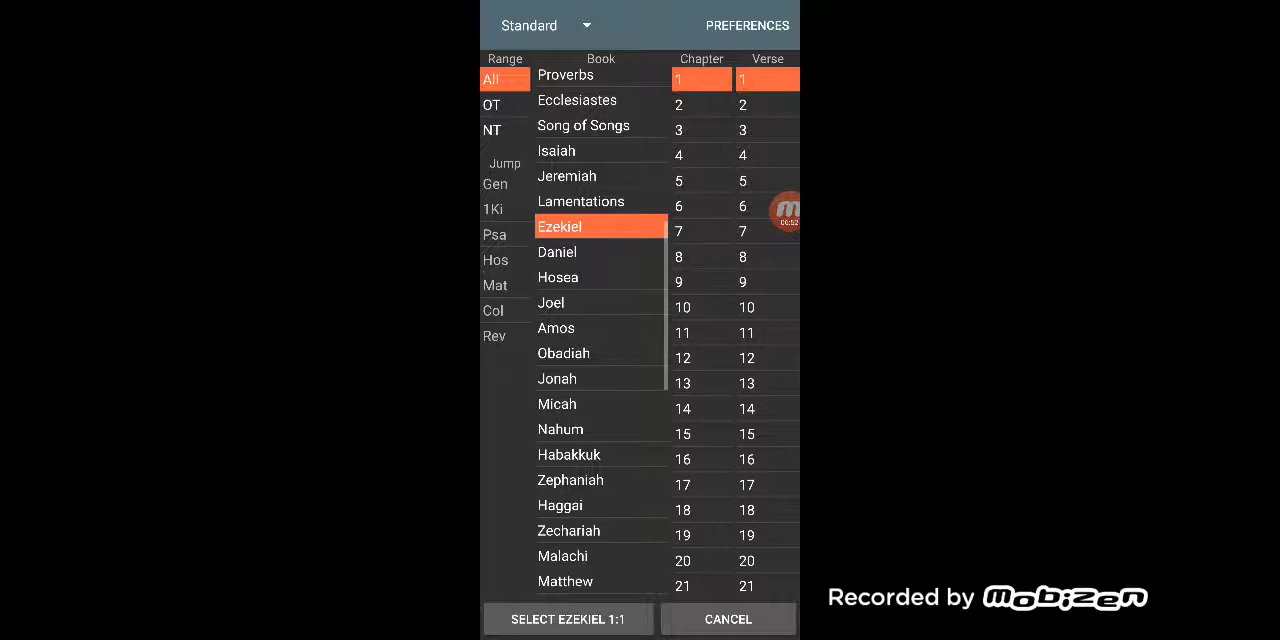 Standard PREFERENCES
Range Book Chapter Verse
All Proverbs 1 1
OT Ecclesiastes 2 2
NT Song of Songs 3 3
Isaiah 4 4
Jump
Jeremiah 5 5
Gen Lamentations 6 6
1Ki Ezekiel 7 7
06:52
Psa Daniel 8 8
Hos Hosea 9 9
Mat Joel 10 10
Col Amos 11 11
Rev Obadiah 12 12
Jonah 13 13
Micah 14 14
Nahum 15 15
Habakkuk 16 16
Zephaniah 17 17
Haggai 18 18
Zechariah 19 19
Malachi 20 20
Matthew 21 21
SELECT EZEKIEL 1:1 CANCEL
Recorded by mobizen